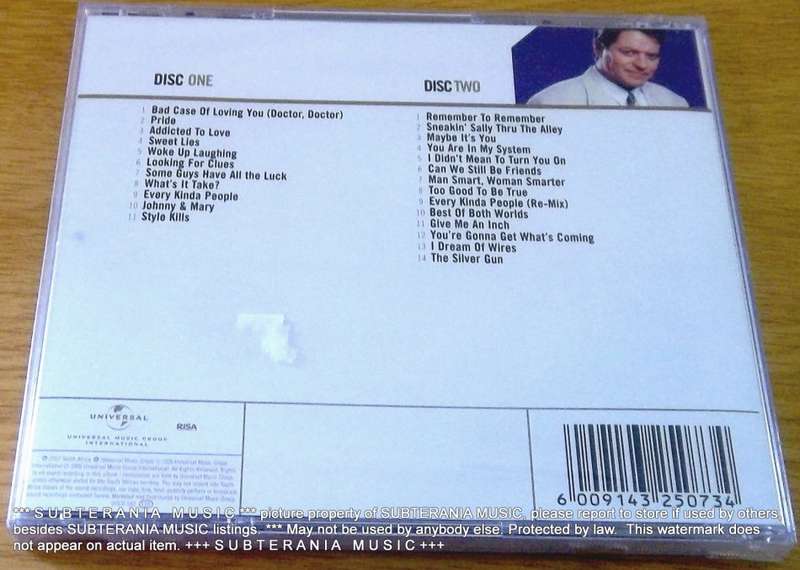 DISC ONE
1 Bad Case Of Loving You (Doctor, Doctor)
2 Pride
3 Addicted To Love
4 Sweet Lies
5 Woke Up Laughing
6 Looking For Clues
7 Some Guys Have All the Luck
8 What's It Take?
9 Every Kinda People
10 Johnny & Mary
11 Style Kills
DISC TWO
1 Remember To Remember
2 Sneakin' Sally Thru The Alley
3 Maybe It's You
4 You Are In My System
5 I Didn't Mean To Turn You On
6 Can We Still Be Friends
7 Man Smart, Woman Smarter
8 Too Good To Be True
9 Every Kinda People (Re-Mix)
10 Best Of Both Worlds
11 Give Me An Inch
12 You're Gonna Get What's Coming
13 I Dream Of Wires
14 The Silver Gun
UNIVERSAL
UNIVERSAL MUSIC GROUP
INTERNATIONAL
RISA
6 009143 250734
*** S U B T E R A N I A   M U S I C *** picture property of SUBTERANIA MUSIC  please report to store if used by others
besides SUBTERANIA MUSIC listings.  *** May not be used by anybody else  Protected by law.  This watermark does
not appear on actual item. +++ S U B T E R A N I A  M U S I C +++